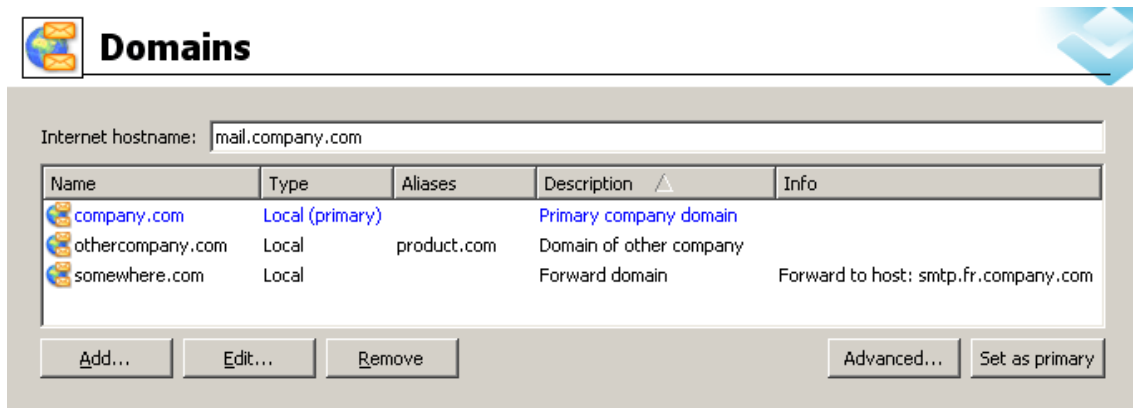 Domains
Internet hostname: mail.company.com
Name Type Aliases Description Info
company.com Local (primary) Primary company domain
othercompany.com Local product.com Domain of other company
somewhere.com Local Forward domain Forward to host: smtp.fr.company.com
Add... Edit... Remove Advanced... Set as primary